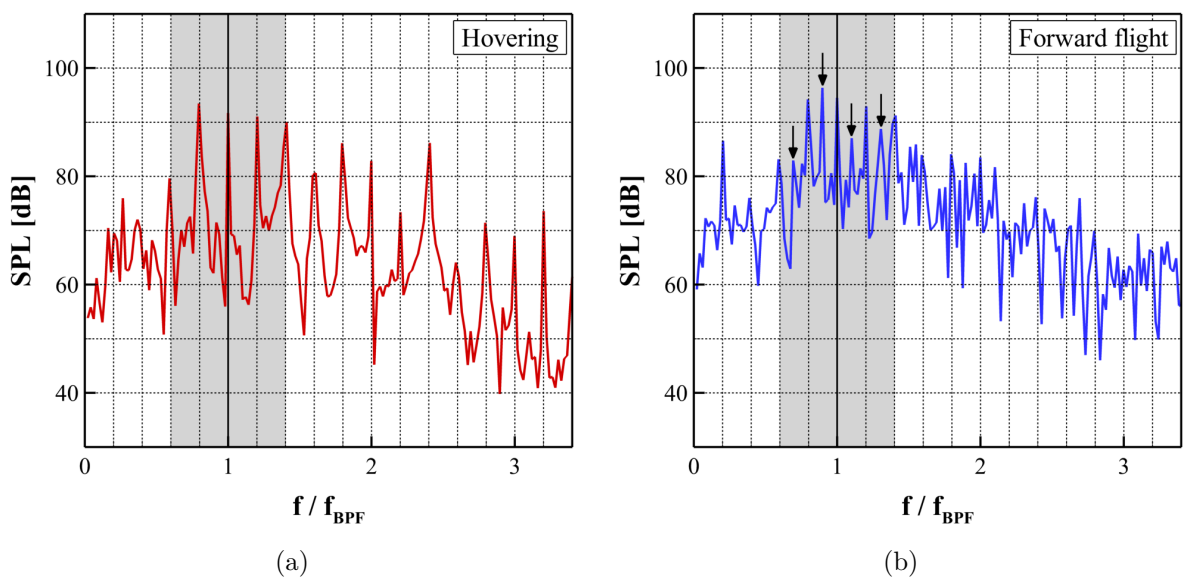 Hovering
100
80
60
40
SPL [dB]
0 1 2 3
f / fBPF
(a)
Forward flight
100
80
60
40
SPL [dB]
0 1 2 3
f / fBPF
(b)